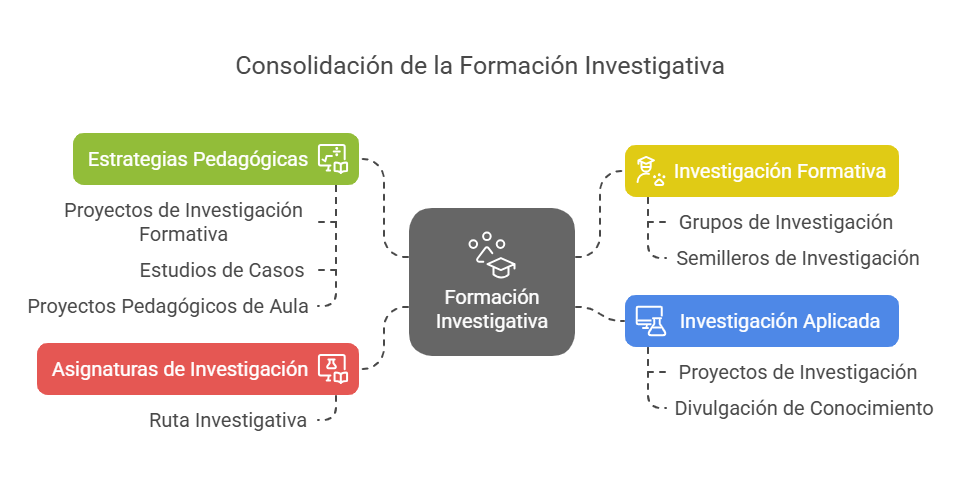 Consolidación de la Formación Investigativa
Estrategias Pedagógicas
Proyectos de Investigación
Formativa
Estudios de Casos
Proyectos Pedagógicos de Aula
Asignaturas de Investigación
Ruta Investigativa
Formación
Investigativa
Investigación Formativa
Grupos de Investigación
Semilleros de Investigación
Investigación Aplicada
Proyectos de Investigación
Divulgación de Conocimiento